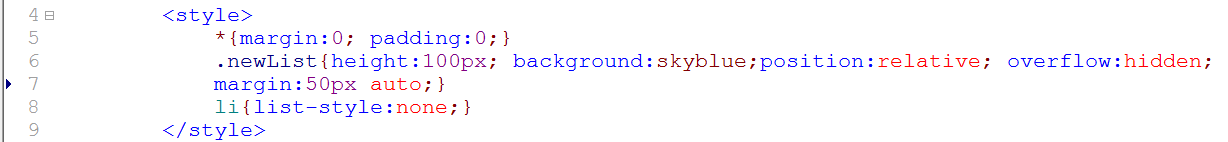 4 <style>
5 *{margin:0; padding:0;}
6 .newList{height:100px; background:skyblue;position:relative; overflow:hidden;
7 margin:50px auto;}
8 li{list-style:none;}
9 </style>